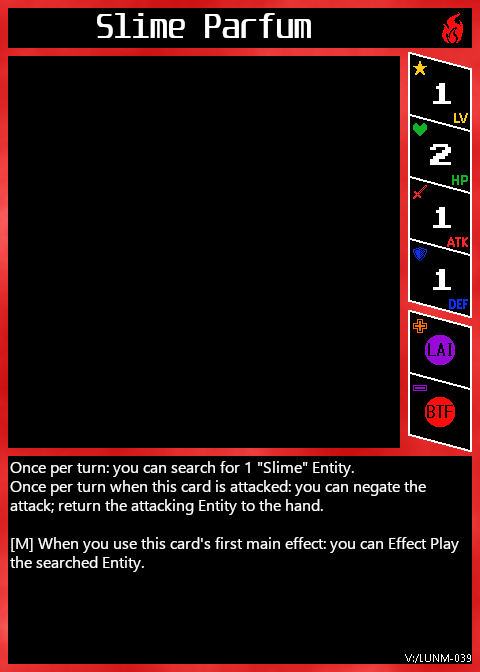 Slime Parfum
1
LV
2
HP
1
ATK
1
DEF
LAI
BTF
Once per turn: you can search for 1 "Slime" Entity.
Once per turn when this card is attacked: you can negate the
attack; return the attacking Entity to the hand.
[M] When you use this card's first main effect: you can Effect Play
the searched Entity.
V:/LUNM-039